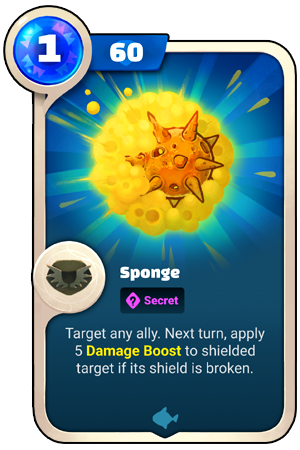 1
60
Sponge
Secret
Target any ally. Next turn, apply
5 Damage Boost to shielded
target if its shield is broken.